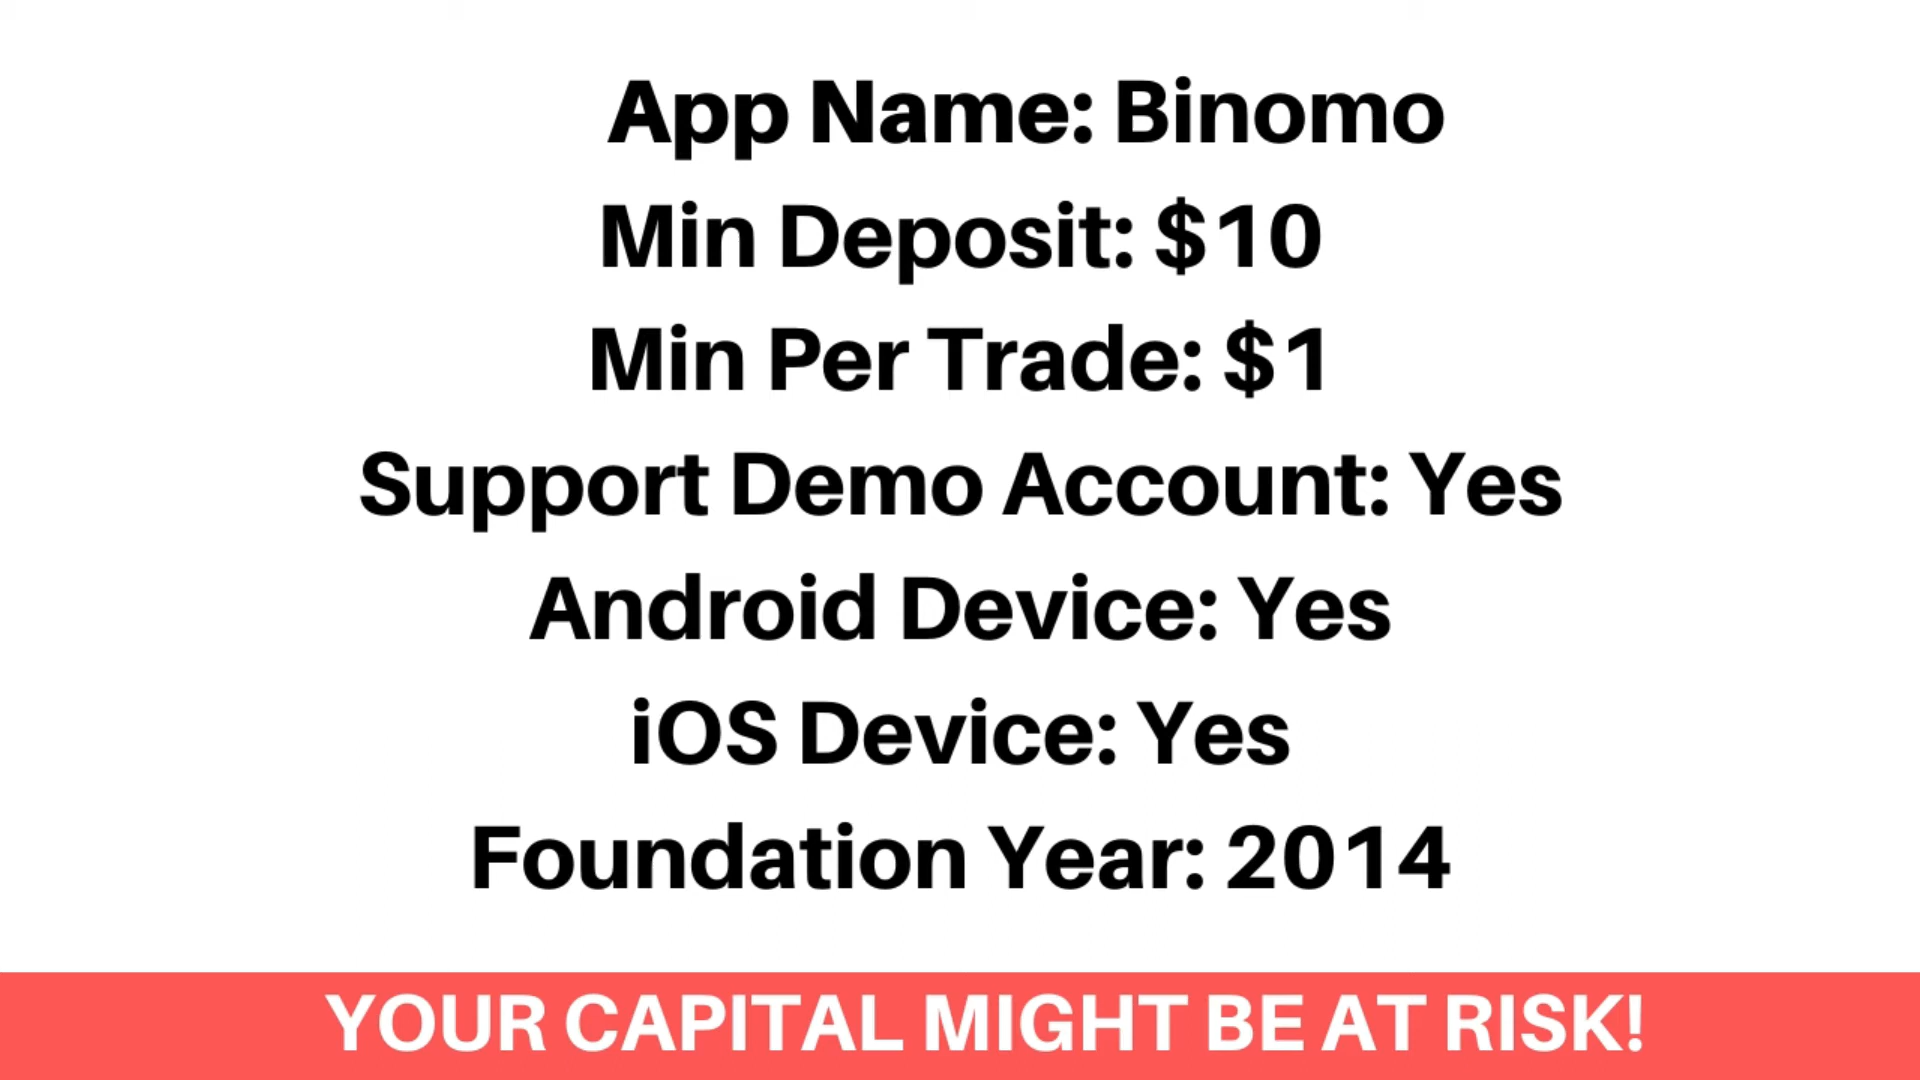 App Name: Binomo
Min Deposit: $10
Min Per Trade: $1
Support Demo Account: Yes
Android Device: Yes
iOS Device: Yes
Foundation Year: 2014
YOUR CAPITAL MIGHT BE AT RISK!